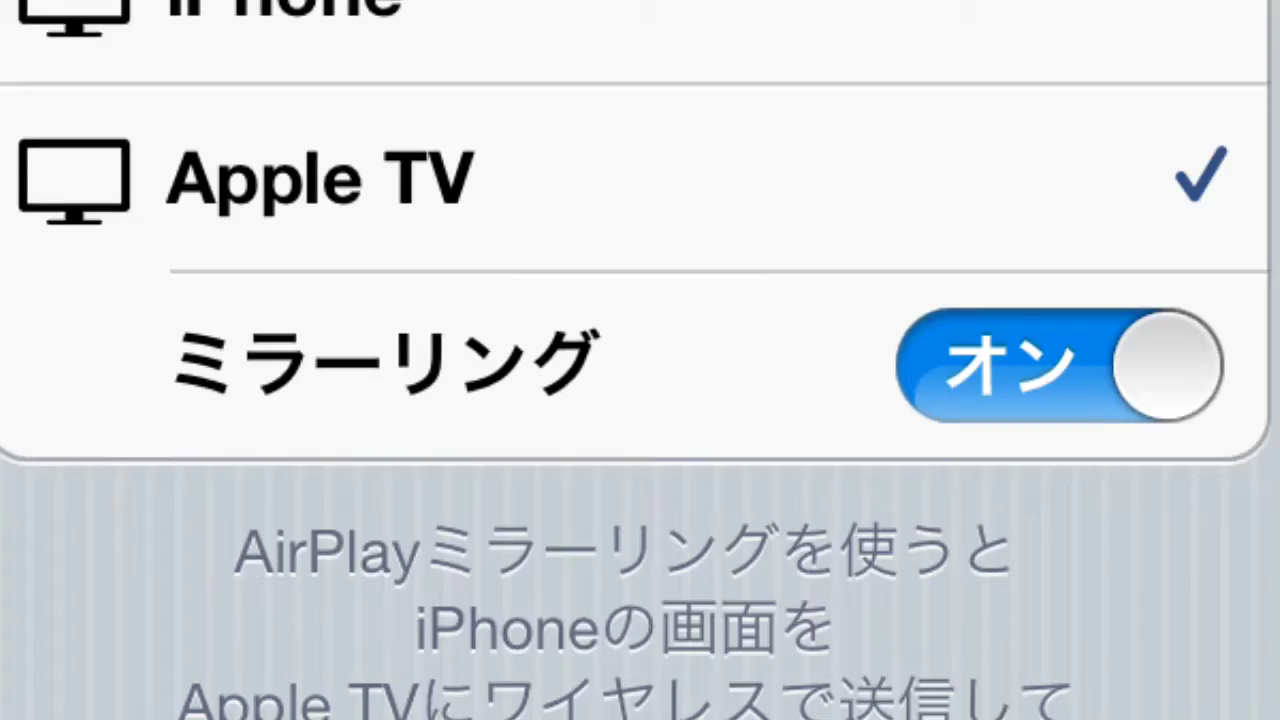 iPhone
Apple TV
ミラーリング
オン
AirPlayミラーリングを使うと
iPhoneの画面を
Apple TVにワイヤレスで送信して